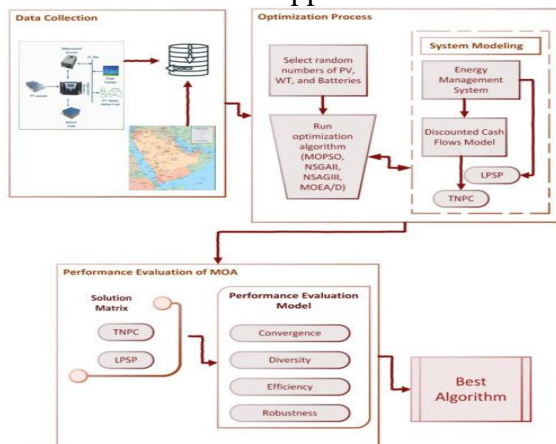 Data Collection
Optimization Process
Select random
numbers of PV,
WT, and Batteries
Run
optimization
algorithm
(MOPSO,
NSGAII,
NSAGIII,
MOEA/D)
System Modeling
Energy
Management
System
Discounted Cash
Flows Model
LPSP
TNPC
Performance Evaluation of MOA
Solution
Matrix
TNPC
LPSP
Performance Evaluation
Model
Convergence
Diversity
Efficiency
Robustness
Best
Algorithm